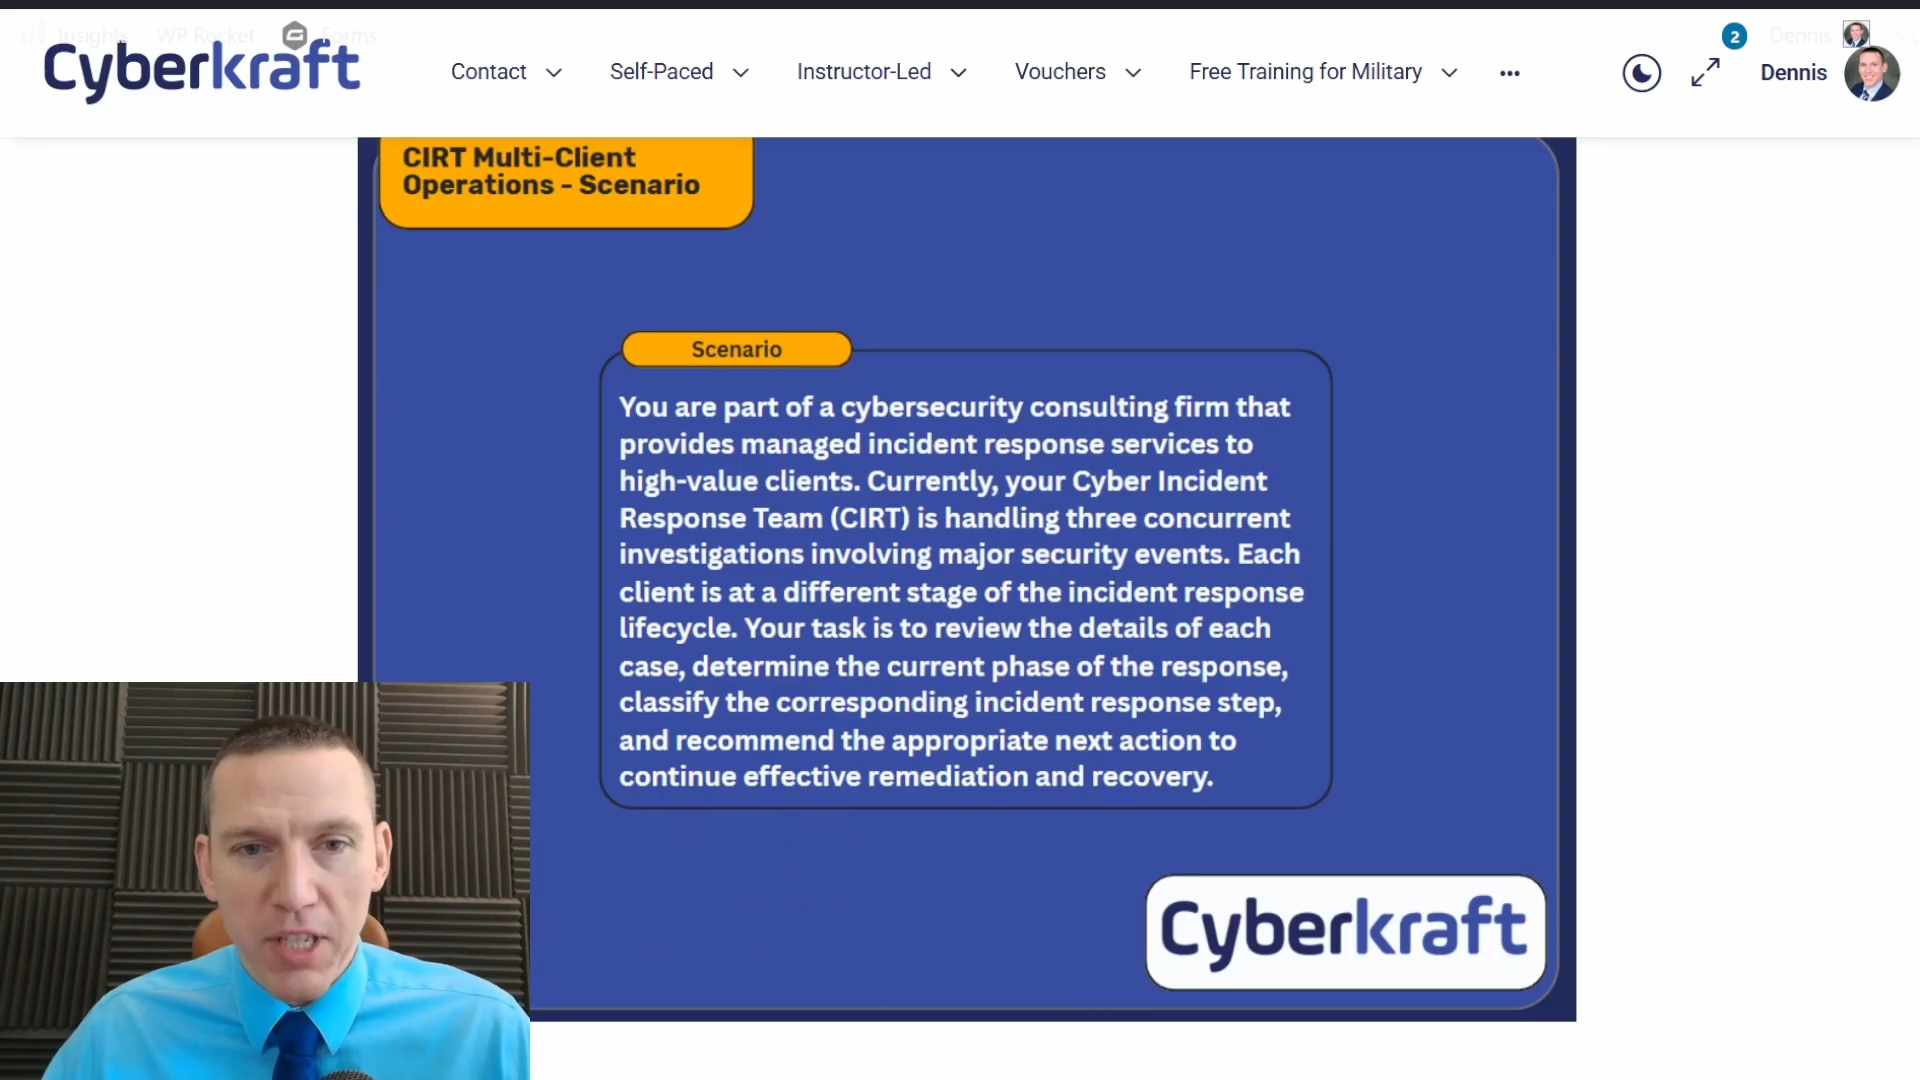 Insights WP Rocket Forms
2 Dennis
Cyberkraft
Contact Self-Paced Instructor-Led Vouchers Free Training for Military ... Dennis
CIRT Multi-Client
Operations - Scenario
Scenario
You are part of a cybersecurity consulting firm that
provides managed incident response services to
high-value clients. Currently, your Cyber Incident
Response Team (CIRT) is handling three concurrent
investigations involving major security events. Each
client is at a different stage of the incident response
lifecycle. Your task is to review the details of each
case, determine the current phase of the response,
classify the corresponding incident response step,
and recommend the appropriate next action to
continue effective remediation and recovery.
Cyberkraft